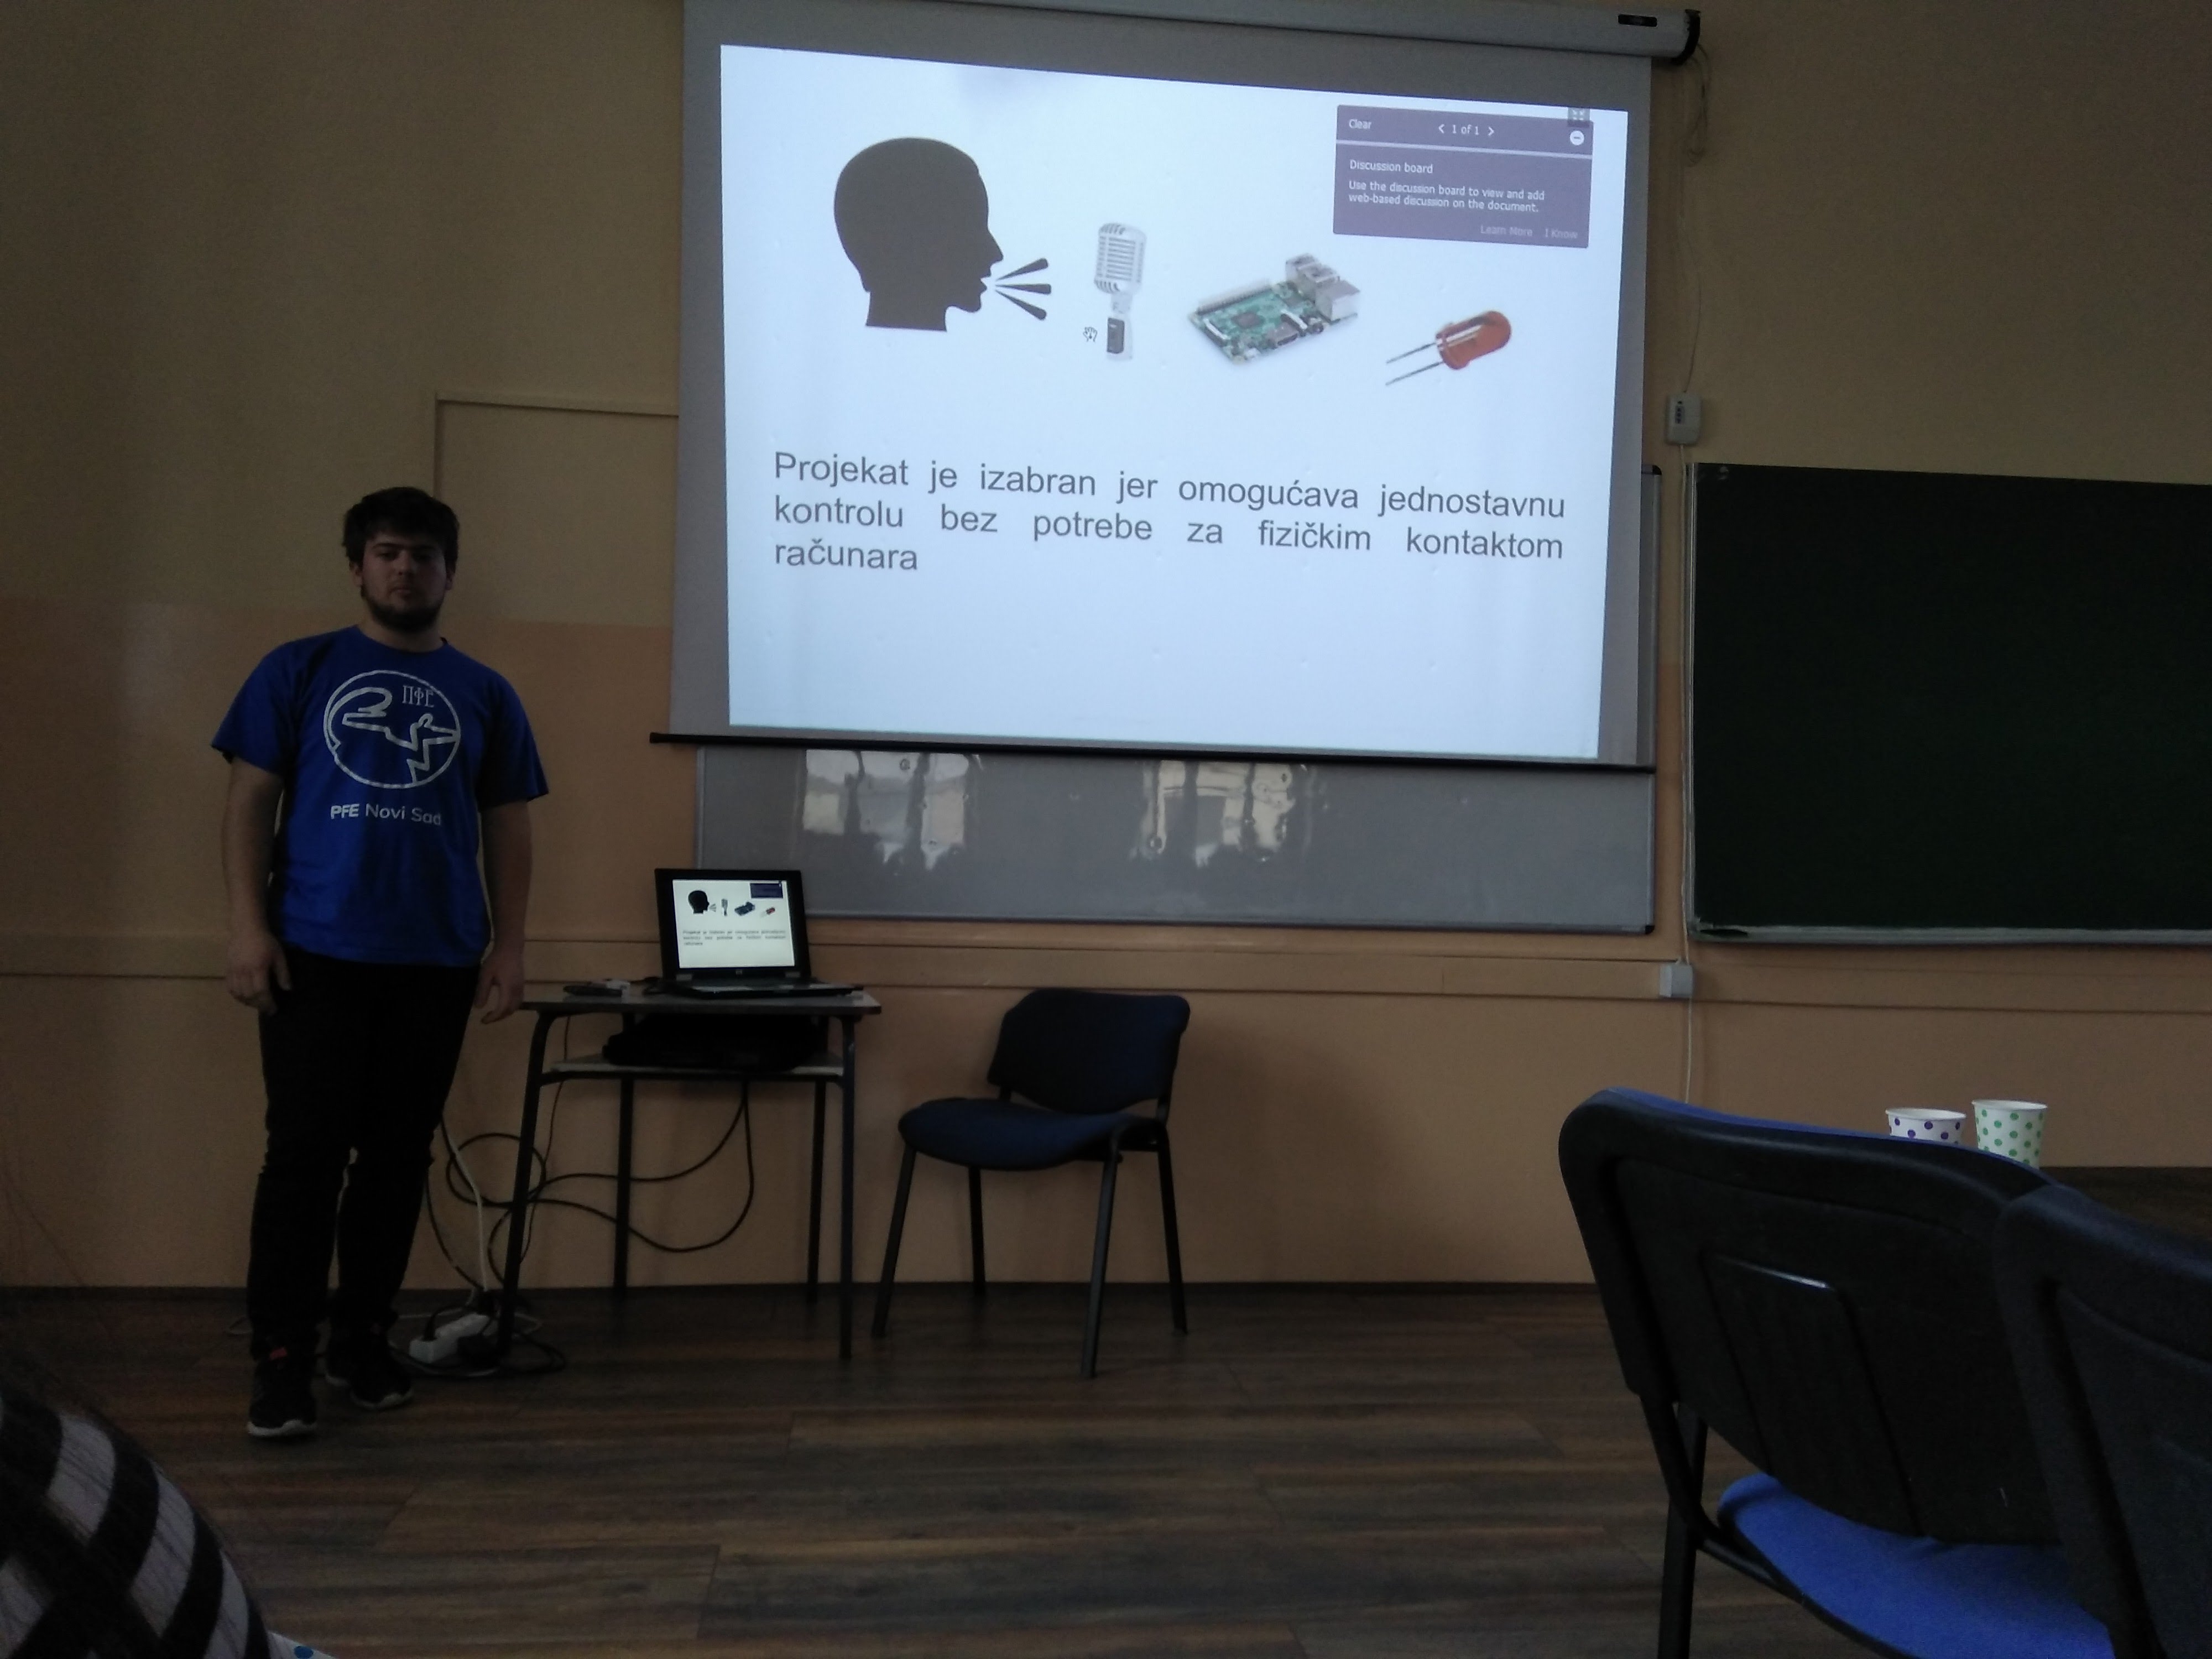 Clear
< 1 of 1 >
Discussion board
Use the discussion board to view and add
web-based discussion on the document.
Learn More I Know
Projekat je izabran jer omogućava jednostavnu
kontrolu bez potrebe za fizičkim kontaktom
računara
ПФЕ
PFE Novi Sad